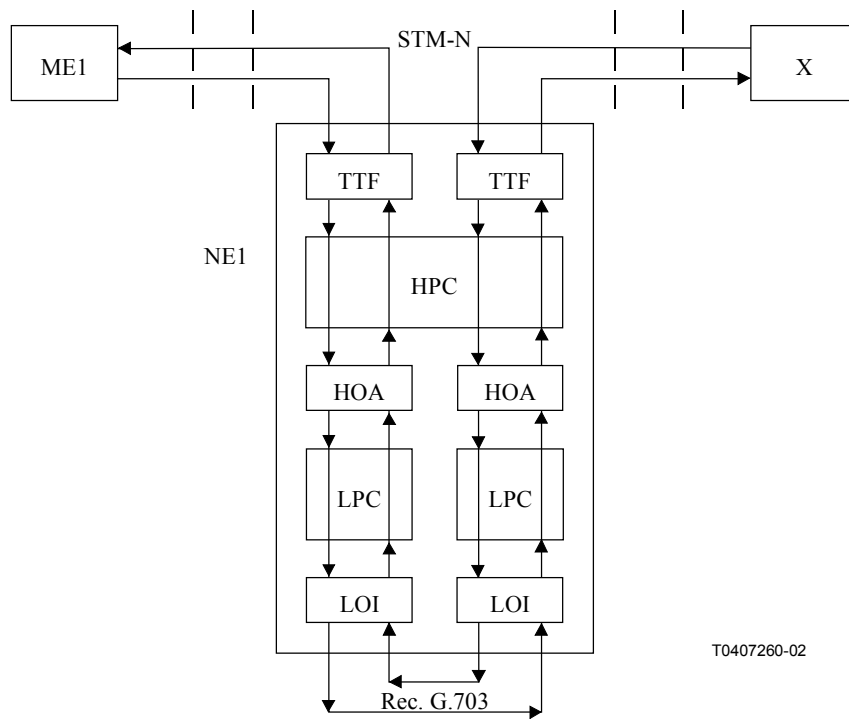 STM-N
ME1
X
TTF
TTF
NE1
HPC
HOA
HOA
LPC
LPC
LOI
LOI
T0407260-02
Rec. G.703